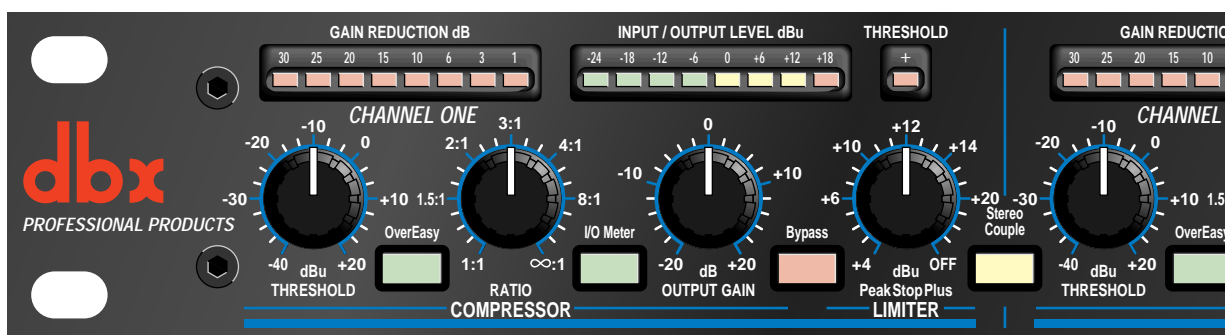 GAIN REDUCTION dB
30 25 20 15 10 6 3 1
INPUT / OUTPUT LEVEL dBu
-24 -18 -12 -6 0 +6 +12 +18
THRESHOLD
+
CHANNEL ONE
dbx
PROFESSIONAL PRODUCTS
-40 -30 -20 -10 0 +10 +20
dBu
THRESHOLD
OverEasy
1:1 1.5:1 2:1 3:1 4:1 8:1 ∞:1
RATIO
I/O Meter
COMPRESSOR
-20 -10 0 +10 +20
dB
OUTPUT GAIN
Bypass
+4 +6 +10 +12 +14 +20 OFF
dBu
PeakStopPlus
LIMITER
Stereo
Couple
GAIN REDUCTIO
30 25 20 15 10
CHANNEL
-40 -30 -20 -10 0 +10 +20
dBu
THRESHOLD
OverEasy
1.5